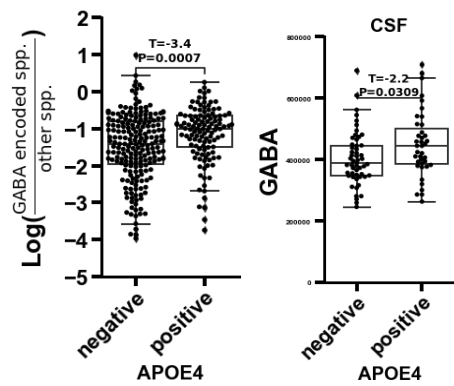 Log(GABA encoded spp. / other spp.)
2
1
0
−1
−2
−3
−4
−5
T=-3.4
P=0.0007
negative
positive
APOE4
CSF
GABA
800000
600000
400000
200000
0
T=-2.2
P=0.0309
negative
positive
APOE4